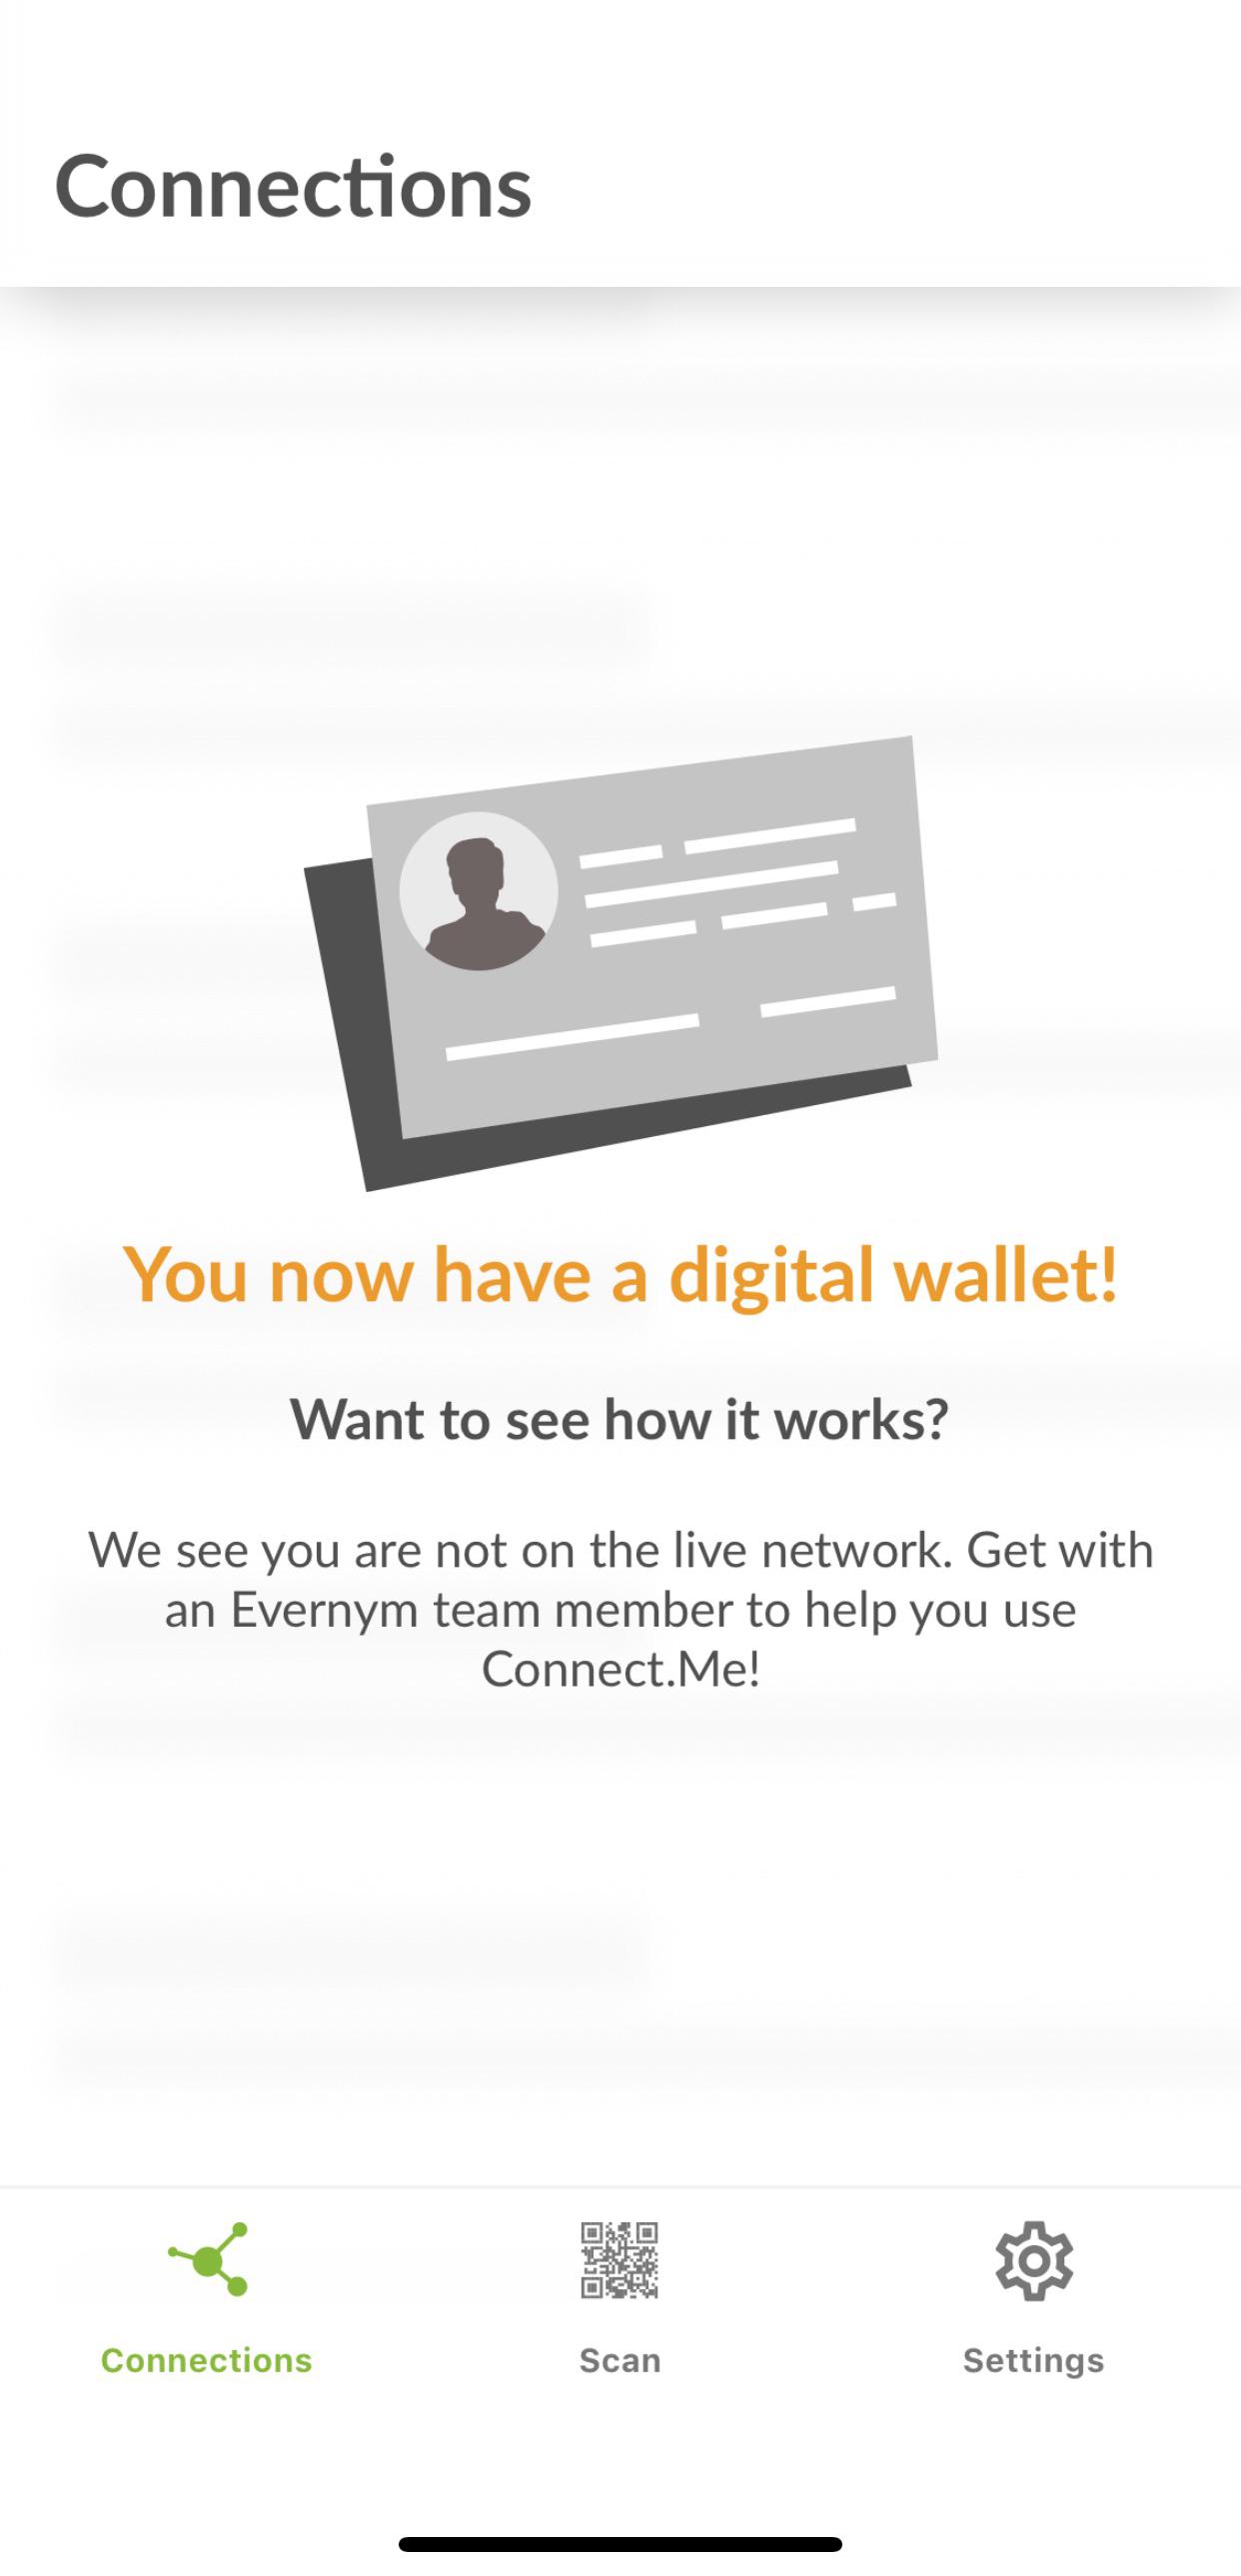 Connections
You now have a digital wallet!
Want to see how it works?
We see you are not on the live network. Get with
an Evernym team member to help you use
Connect.Me!
Connections
Scan
Settings